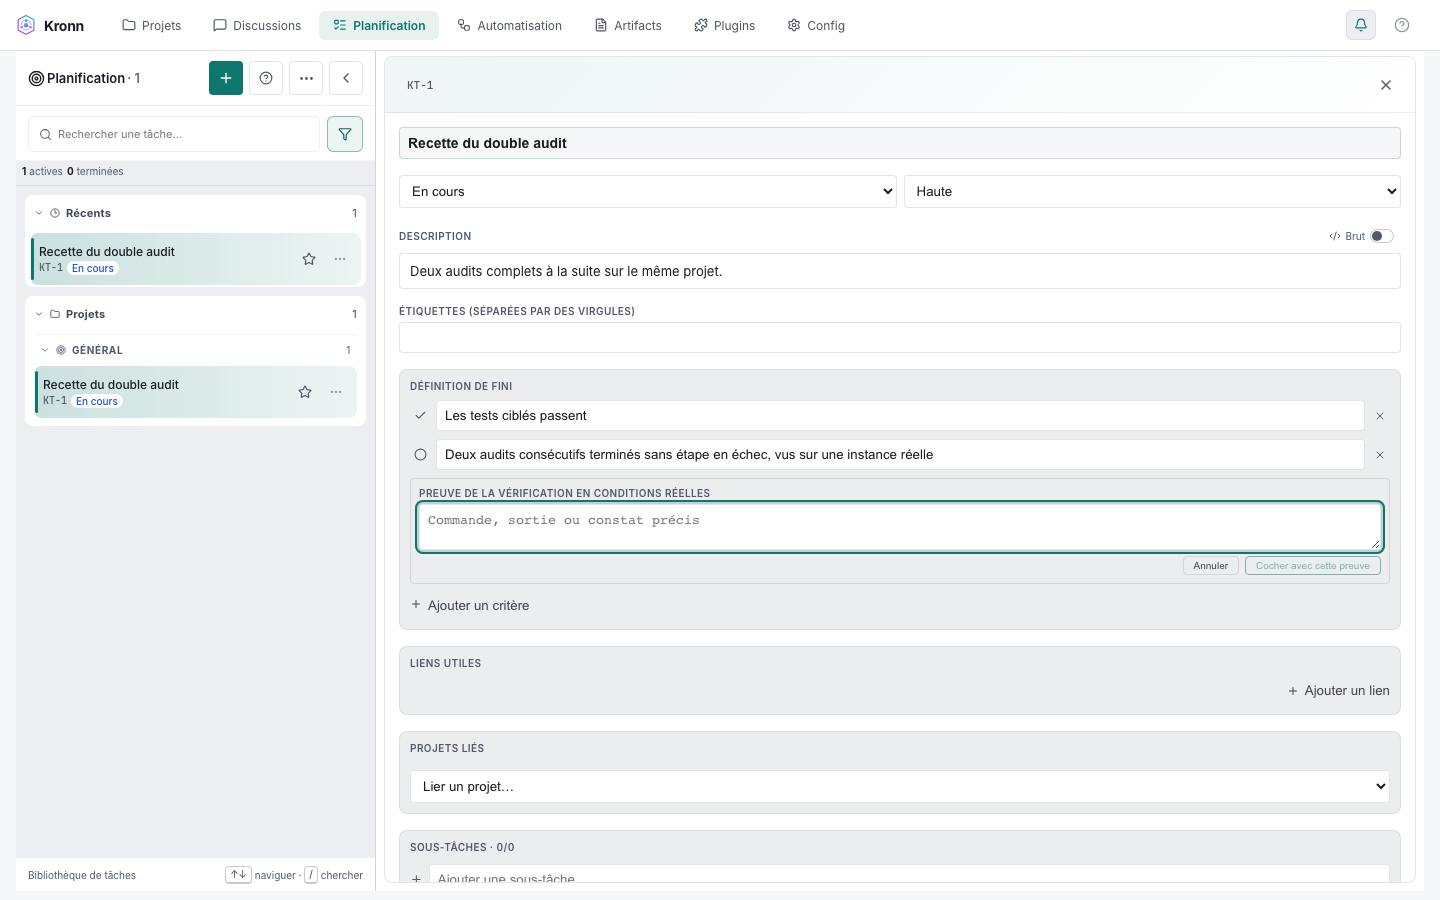 Kronn
Projets
Discussions
Planification
Automatisation
Artifacts
Plugins
Config
Planification · 1
Rechercher une tâche...
1 actives 0 terminées
Récents 1
Recette du double audit
KT-1 En cours
Projets 1
GÉNÉRAL 1
Recette du double audit
KT-1 En cours
Bibliothèque de tâches
↑↓ naviguer · / chercher
KT-1
Recette du double audit
En cours
Haute
DESCRIPTION
Brut
Deux audits complets à la suite sur le même projet.
ÉTIQUETTES (SÉPARÉES PAR DES VIRGULES)
DÉFINITION DE FINI
Les tests ciblés passent
Deux audits consécutifs terminés sans étape en échec, vus sur une instance réelle
PREUVE DE LA VÉRIFICATION EN CONDITIONS RÉELLES
Commande, sortie ou constat précis
Annuler
Cocher avec cette preuve
+ Ajouter un critère
LIENS UTILES
+ Ajouter un lien
PROJETS LIÉS
Lier un projet...
SOUS-TÂCHES · 0/0
+ Ajouter une sous-tâche